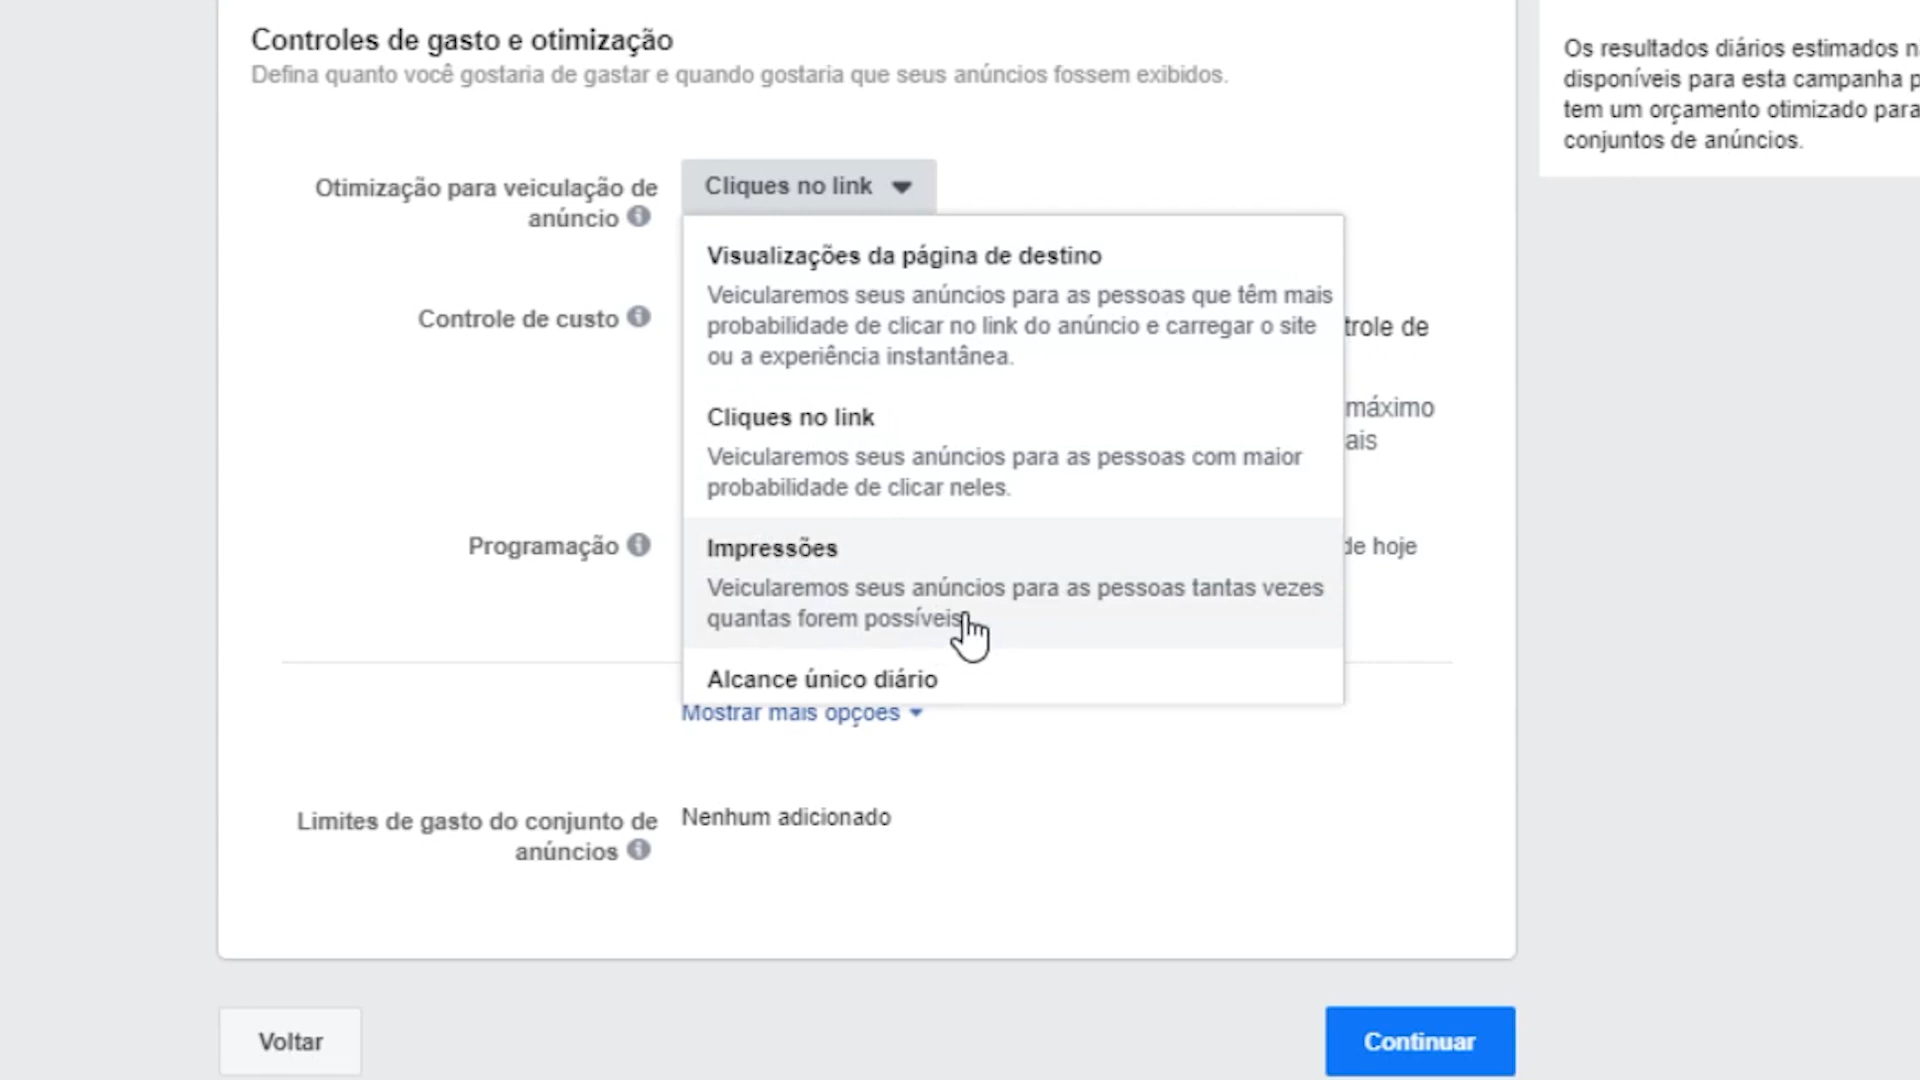 Controles de gasto e otimização
Defina quanto você gostaria de gastar e quando gostaria que seus anúncios fossem exibidos.
Os resultados diários estimados
disponíveis para esta campanha
tem um orçamento otimizado para
conjuntos de anúncios.
Otimização para veiculação de
anúncio
Cliques no link
Visualizações da página de destino
Veicularemos seus anúncios para as pessoas que têm mais
probabilidade de clicar no link do anúncio e carregar o site
ou a experiência instantânea.
Cliques no link
Veicularemos seus anúncios para as pessoas com maior
probabilidade de clicar neles.
Impressões
Veicularemos seus anúncios para as pessoas tantas vezes
quantas forem possíveis
Alcance único diário
Controle de custo
trole de
máximo
ais
Programação
de hoje
Mostrar mais opções
Limites de gasto do conjunto de
anúncios
Nenhum adicionado
Voltar
Continuar